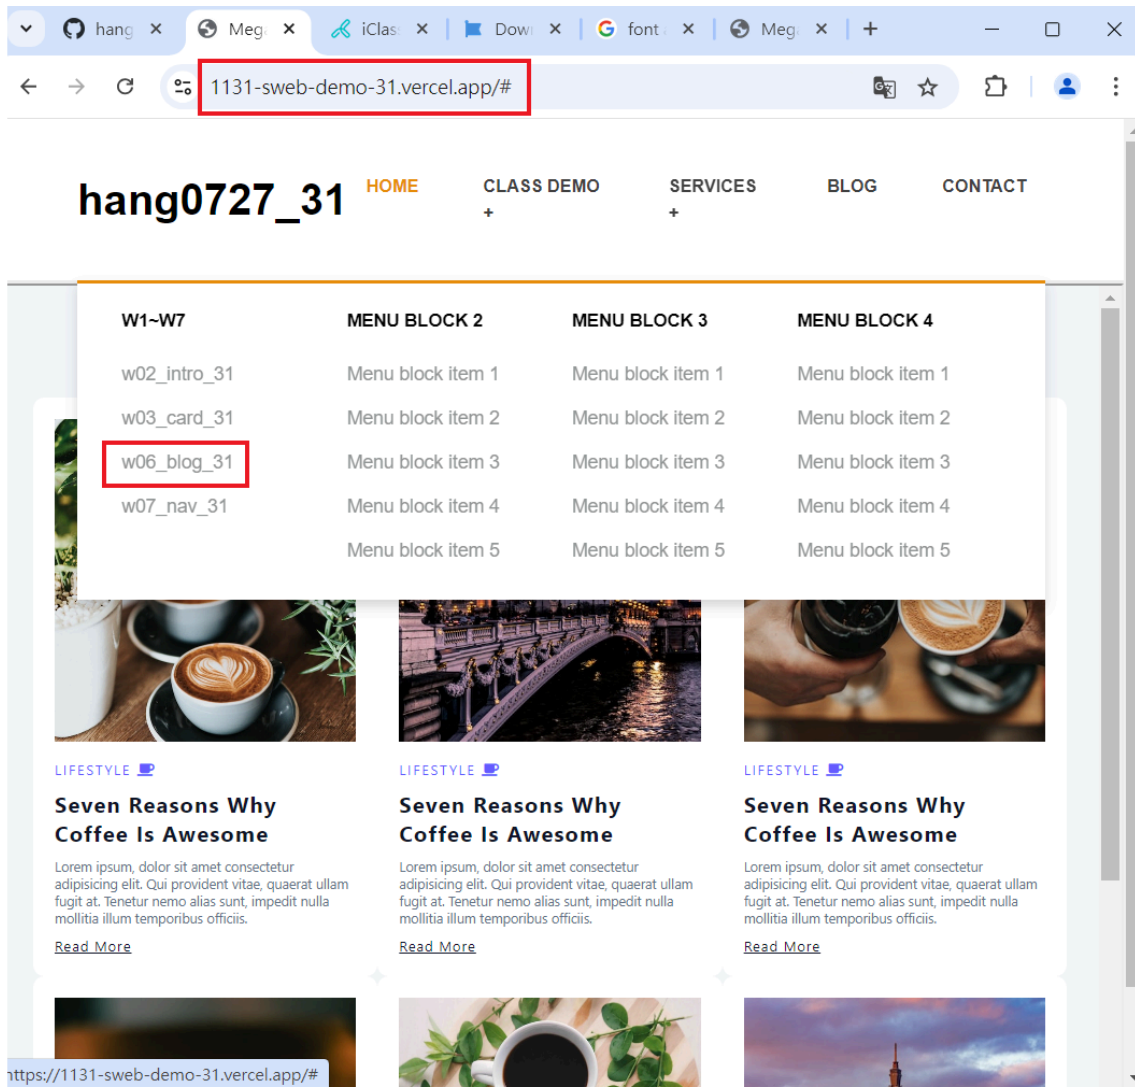 hang
Meg
iClas
Dow
font
Meg
1131-sweb-demo-31.vercel.app/#
hang0727_31
HOME
CLASS DEMO
+
SERVICES
+
BLOG
CONTACT
W1~W7
MENU BLOCK 2
MENU BLOCK 3
MENU BLOCK 4
w02_intro_31
Menu block item 1
Menu block item 1
Menu block item 1
w03_card_31
Menu block item 2
Menu block item 2
Menu block item 2
w06_blog_31
Menu block item 3
Menu block item 3
Menu block item 3
w07_nav_31
Menu block item 4
Menu block item 4
Menu block item 4
Menu block item 5
Menu block item 5
Menu block item 5
LIFESTYLE
Seven Reasons Why
Coffee Is Awesome
Lorem ipsum, dolor sit amet consectetur
adipisicing elit. Qui provident vitae, quaerat ullam
fugit at. Tenetur nemo alias sunt, impedit nulla
mollitia illum temporibus officiis.
Read More
LIFESTYLE
Seven Reasons Why
Coffee Is Awesome
Lorem ipsum, dolor sit amet consectetur
adipisicing elit. Qui provident vitae, quaerat ullam
fugit at. Tenetur nemo alias sunt, impedit nulla
mollitia illum temporibus officiis.
Read More
LIFESTYLE
Seven Reasons Why
Coffee Is Awesome
Lorem ipsum, dolor sit amet consectetur
adipisicing elit. Qui provident vitae, quaerat ullam
fugit at. Tenetur nemo alias sunt, impedit nulla
mollitia illum temporibus officiis.
Read More
https://1131-sweb-demo-31.vercel.app/#